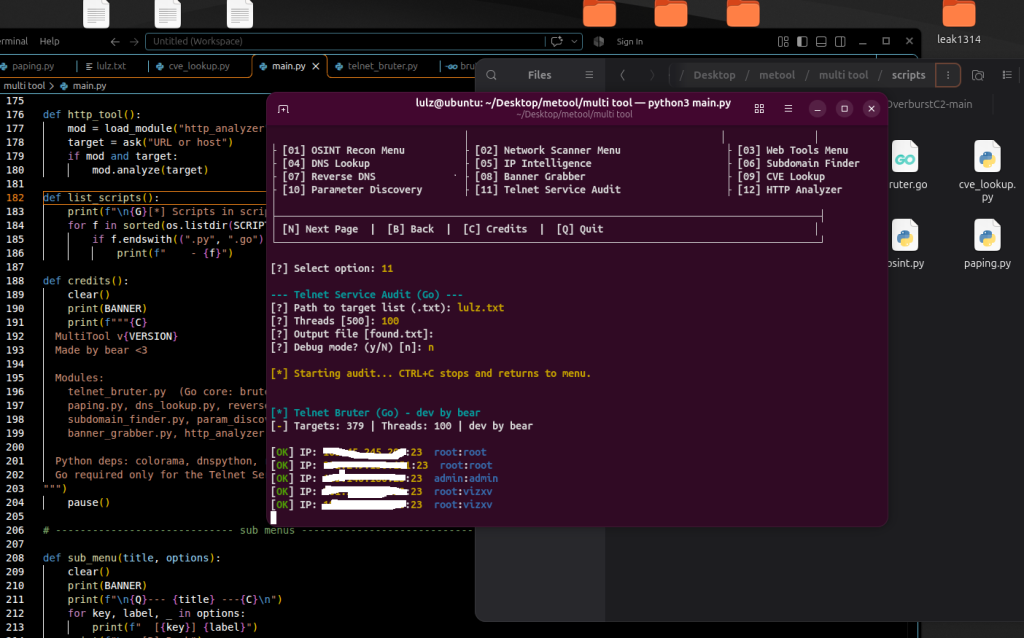 leak1314
rminal Help
Untitled (Workspace)
Sign In
paping.py
lulz.txt
cve_lookup.py
main.py
telnet_bruter.py
bru
multi tool > main.py
Files
/ Desktop / metool / multi tool / scripts
OverburstC2-main
175
176 def http_tool():
177 mod = load_module("http_analyzer
178 target = ask("URL or host")
179 if mod and target:
180 mod.analyze(target)
181
182 def list_scripts():
183 print(f"\n{G}[*] Scripts in scrip
184 for f in sorted(os.listdir(SCRIPT
185 if f.endswith((".py", ".go")
186 print(f" - {f}")
187
188 def credits():
189 clear()
190 print(BANNER)
191 print(f"""{C}
192 MultiTool v{VERSION}
193 Made by bear <3
194
195 Modules:
196 telnet_bruter.py (Go core: brute
197 paping.py, dns_lookup.py, reverse
198 subdomain_finder.py, param_disco
199 banner_grabber.py, http_analyzer
200
201 Python deps: colorama, dnspython,
202 Go required only for the Telnet Se
203 """)
204 pause()
205
206 # ---------------------------- sub menus ---------------------------
207
208 def sub_menu(title, options):
209 clear()
210 print(BANNER)
211 print(f"\n{Q}--- {title} ---{C}\n")
212 for key, label, _ in options:
213 print(f" [{key}] {label}")
lulz@ubuntu: ~/Desktop/metool/multi tool — python3 main.py
~/Desktop/metool/multi tool
[01] OSINT Recon Menu [02] Network Scanner Menu [03] Web Tools Menu
[04] DNS Lookup [05] IP Intelligence [06] Subdomain Finder
[07] Reverse DNS [08] Banner Grabber [09] CVE Lookup
[10] Parameter Discovery [11] Telnet Service Audit [12] HTTP Analyzer
[N] Next Page | [B] Back | [C] Credits | [Q] Quit
[?] Select option: 11
--- Telnet Service Audit (Go) ---
[?] Path to target list (.txt): lulz.txt
[?] Threads [500]: 100
[?] Output file [found.txt]:
[?] Debug mode? (y/N) [n]: n
[*] Starting audit... CTRL+C stops and returns to menu.
[*] Telnet Bruter (Go) - dev by bear
[-] Targets: 379 | Threads: 100 | dev by bear
[OK] IP: :23 root:root
[OK] IP: :23 root:root
[OK] IP: :23 admin:admin
[OK] IP: :23 root:vizxv
[OK] IP: :23 root:vizxv
GO
ruter.go
cve_lookup.
py
osint.py
paping.py